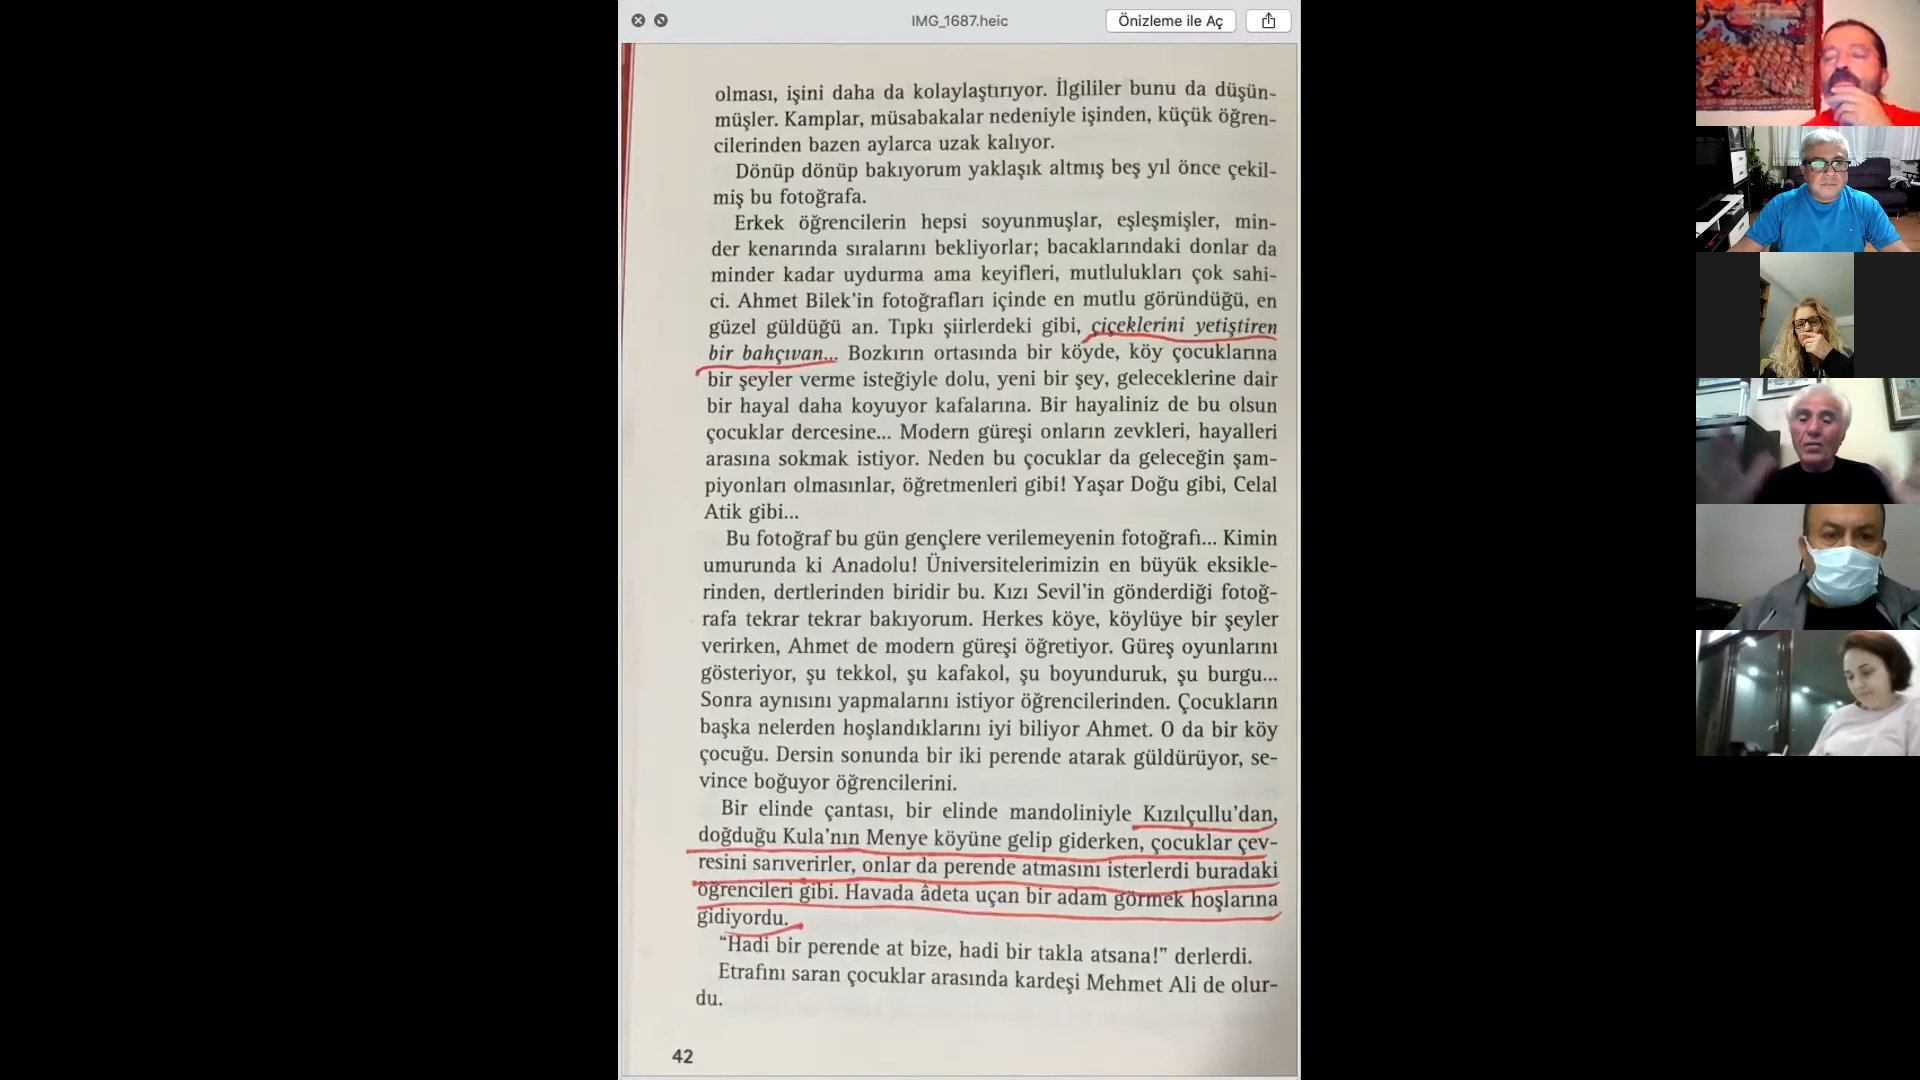 IMG_1687.heic
Önizleme ile Aç
olması, işini daha da kolaylaştırıyor. İlgililer bunu da düşün-
müşler. Kamplar, müsabakalar nedeniyle işinden, küçük öğren-
cilerinden bazen aylarca uzak kalıyor.
Dönüp dönüp bakıyorum yaklaşık altmış beş yıl önce çekil-
miş bu fotoğrafa.
Erkek öğrencilerin hepsi soyunmuşlar, eşleşmişler, min-
der kenarında sıralarını bekliyorlar; bacaklarındaki donlar da
minder kadar uydurma ama keyifleri, mutlulukları çok sahi-
ci. Ahmet Bilek’in fotoğrafları içinde en mutlu göründüğü, en
güzel güldüğü an. Tıpkı şiirlerdeki gibi, çiçeklerini yetiştiren
bir bahçıvan... Bozkırın ortasında bir köyde, köy çocuklarına
bir şeyler verme isteğiyle dolu, yeni bir şey, geleceklerine dair
bir hayal daha koyuyor kafalarına. Bir hayaliniz de bu olsun
çocuklar dercesine... Modern güreşi onların zevkleri, hayalleri
arasına sokmak istiyor. Neden bu çocuklar da geleceğin şam-
piyonları olmasınlar, öğretmenleri gibi! Yaşar Doğu gibi, Celal
Atik gibi...
Bu fotoğraf bu gün gençlere verilemeyenin fotoğrafı... Kimin
umurunda ki Anadolu! Üniversitelerimizin en büyük eksikle-
rinden, dertlerinden biridir bu. Kızı Sevil’in gönderdiği fotoğ-
rafa tekrar tekrar bakıyorum. Herkes köye, köylüye bir şeyler
verirken, Ahmet de modern güreşi öğretiyor. Güreş oyunlarını
gösteriyor, şu tekkol, şu kafakol, şu boyunduruk, şu burgu...
Sonra aynısını yapmalarını istiyor öğrencilerinden. Çocukların
başka nelerden hoşlandıklarını iyi biliyor Ahmet. O da bir köy
çocuğu. Dersin sonunda bir iki perende atarak güldürüyor, se-
vince boğuyor öğrencilerini.
Bir elinde çantası, bir elinde mandoliniyle Kızılçullu’dan,
doğduğu Kula’nın Menye köyüne gelip giderken, çocuklar çev-
resini sarıverirler, onlar da perende atmasını isterlerdi buradaki
öğrencileri gibi. Havada âdeta uçan bir adam görmek hoşlarına
gidiyordu.
“Hadi bir perende at bize, hadi bir takla atsana!” derlerdi.
Etrafını saran çocuklar arasında kardeşi Mehmet Ali de olur-
du.
42